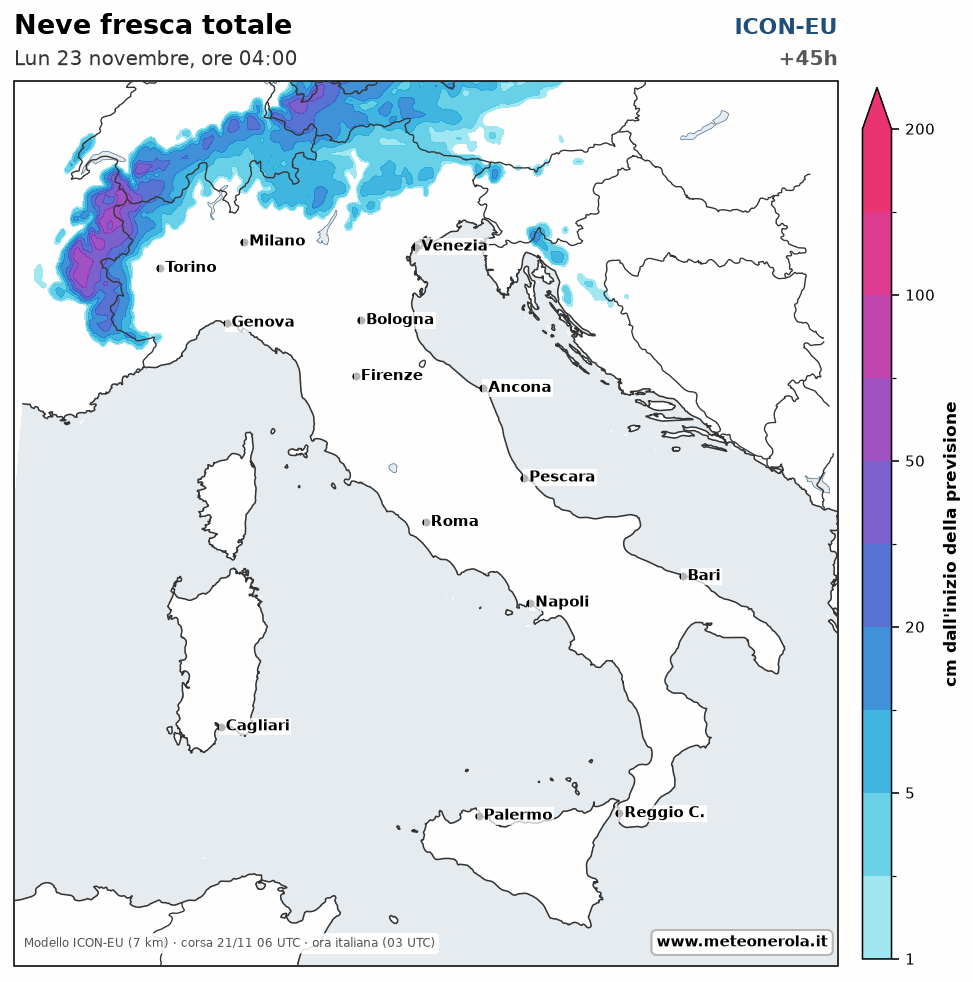 Neve fresca totale
ICON-EU
Lun 23 novembre, ore 04:00
+45h
200
100
50
20
5
1
cm dall'inizio della previsione
Milano
Venezia
Torino
Genova
Bologna
Firenze
Ancona
Pescara
Roma
Bari
Napoli
Cagliari
Palermo
Reggio C.
Modello ICON-EU (7 km) · corsa 21/11 06 UTC · ora italiana (03 UTC)
www.meteonerola.it